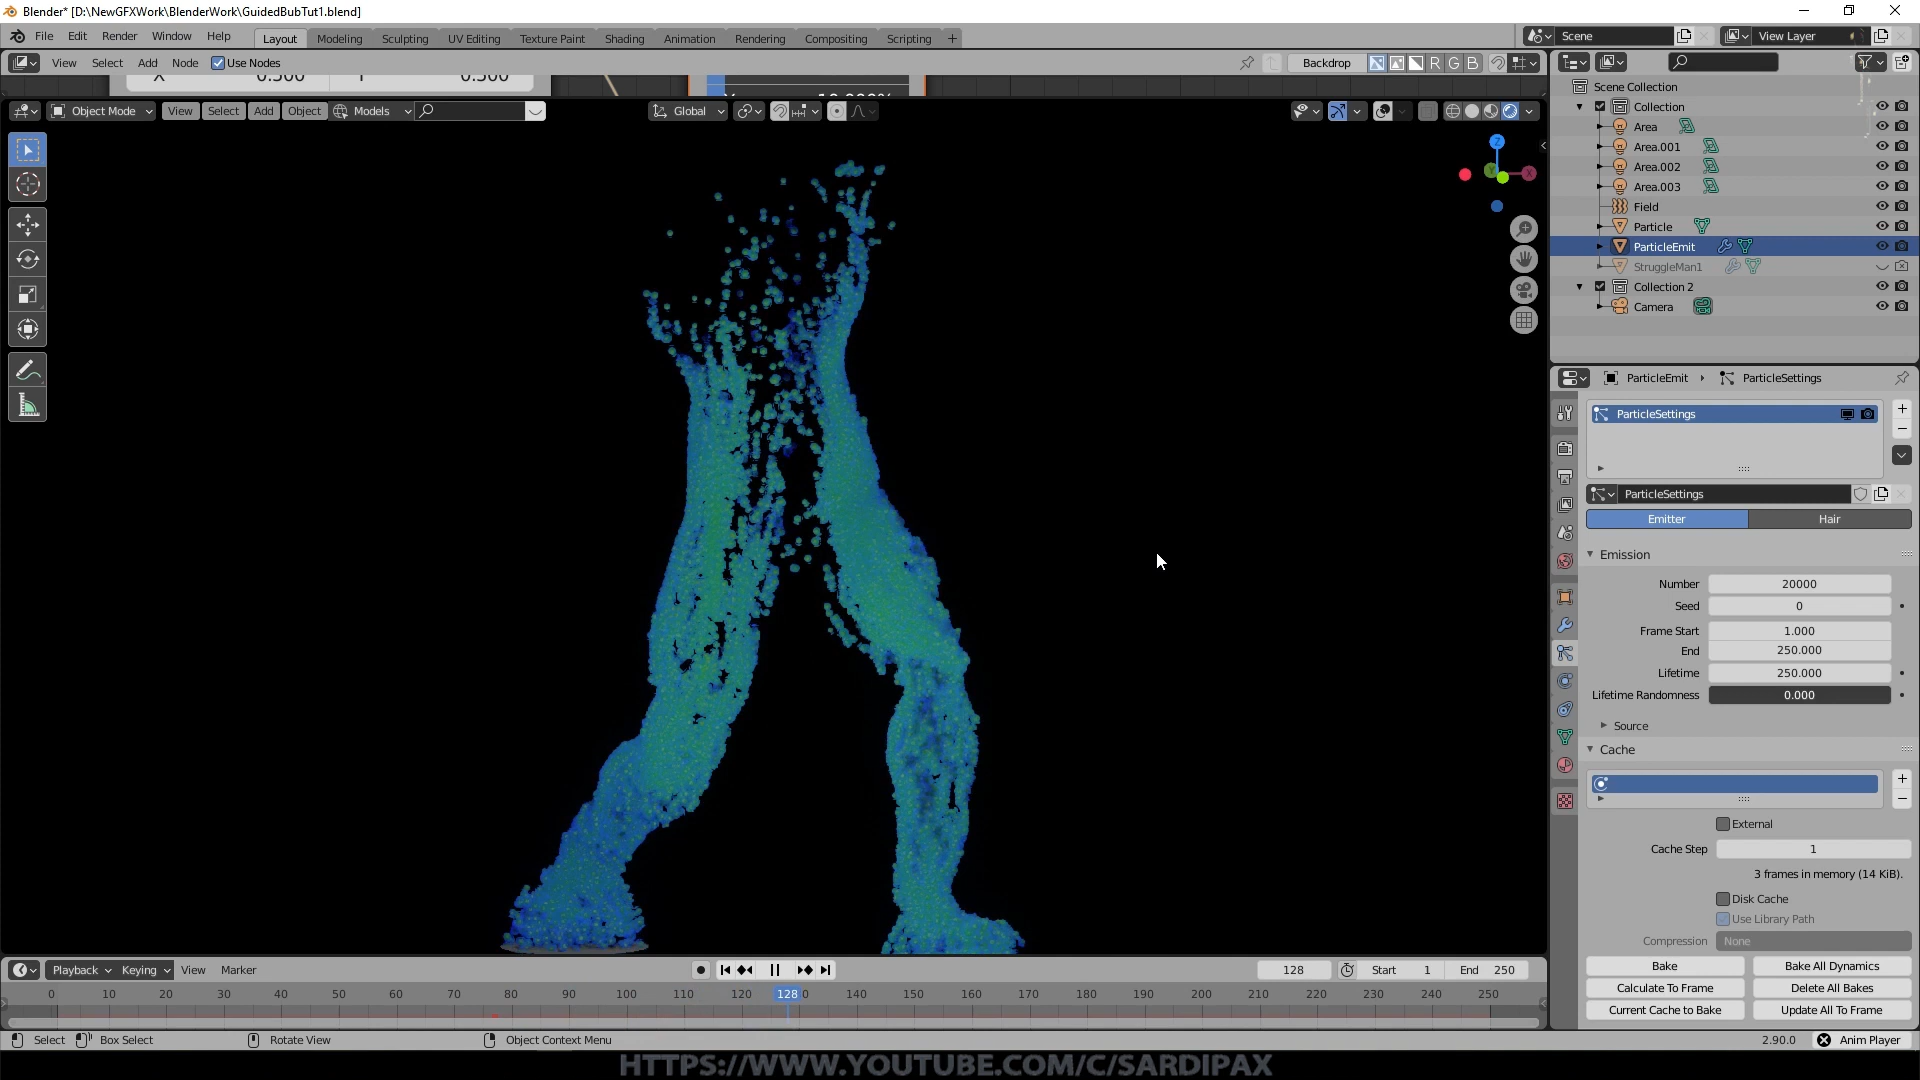 Blender* [D:\NewGFXWork\BlenderWork\GuidedBubTut1.blend]
File Edit Render Window Help Layout Modeling Sculpting UV Editing Texture Paint Shading Animation Rendering Compositing Scripting + Scene View Layer
View Select Add Node Use Nodes Backdrop R G B
X 0.500 0.500
Object Mode View Select Add Object Models Global
Z
Scene Collection
Collection
Area
Area.001
Area.002
Area.003
Field
Particle
ParticleEmit
StruggleMan1
Collection 2
Camera
ParticleEmit ParticleSettings
ParticleSettings
ParticleSettings
Emitter Hair
Emission
Number 20000
Seed 0
Frame Start 1.000
End 250.000
Lifetime 250.000
Lifetime Randomness 0.000
Source
Cache
External
Cache Step 1
3 frames in memory (14 KiB).
Disk Cache
Use Library Path
Compression None
Bake Bake All Dynamics
Calculate To Frame Delete All Bakes
Current Cache to Bake Update All To Frame
Playback Keying View Marker 128 Start 1 End 250
0 10 20 30 40 50 60 70 80 90 100 110 120 128 0 140 150 160 170 180 190 200 210 220 230 240 250
Select Box Select Rotate View Object Context Menu 2.90.0 Anim Player
HTTPS://WWW.YOUTUBE.COM/C/SARDIPAX